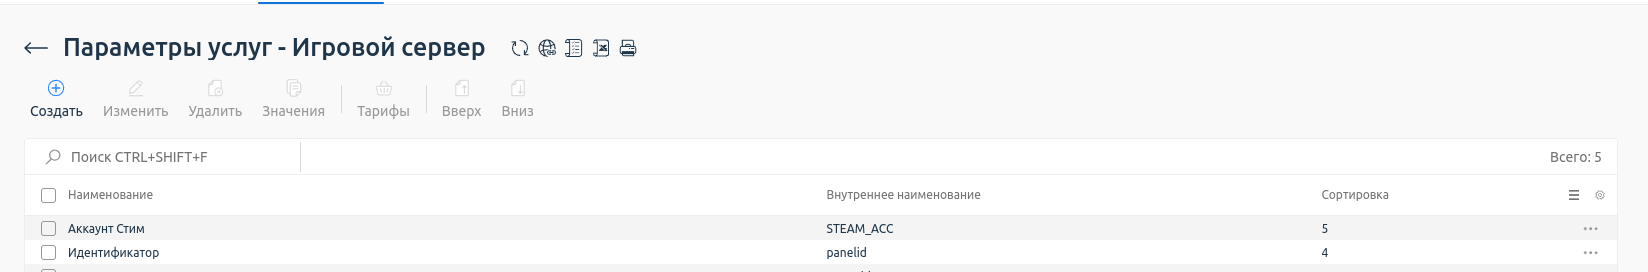 Параметры услуг - Игровой сервер
Создать Изменить Удалить Значения Тарифы Вверх Вниз
Поиск CTRL+SHIFT+F Всего: 5
Наименование Внутреннее наименование Сортировка
Аккаунт Стим STEAM_ACC 5
Идентификатор panelid 4